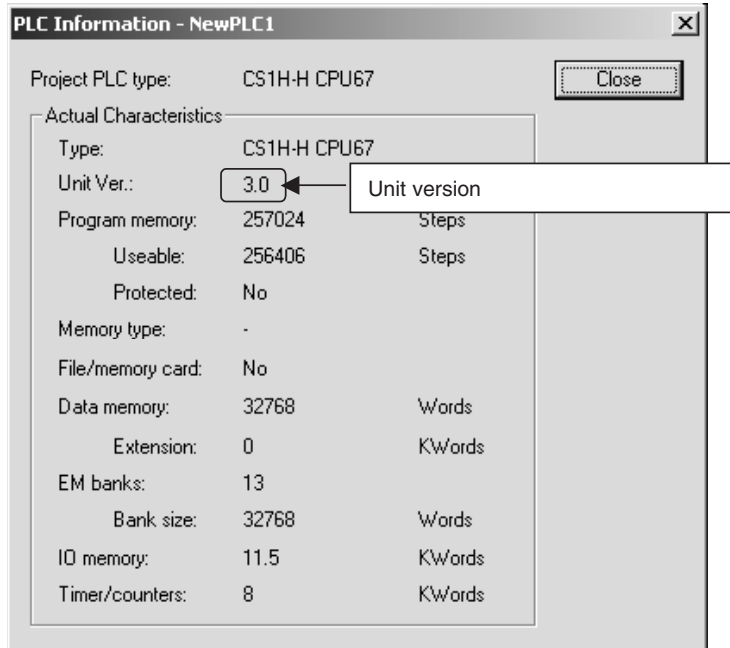 PLC Information - NewPLC1
Project PLC type: CS1H-H CPU67 Close
Actual Characteristics
Type: CS1H-H CPU67
Unit Ver.: 3.0 Unit version
Program memory: 257024 Steps
Useable: 256406 Steps
Protected: No
Memory type: -
File/memory card: No
Data memory: 32768 Words
Extension: 0 KWords
EM banks: 13
Bank size: 32768 Words
IO memory: 11.5 KWords
Timer/counters: 8 KWords